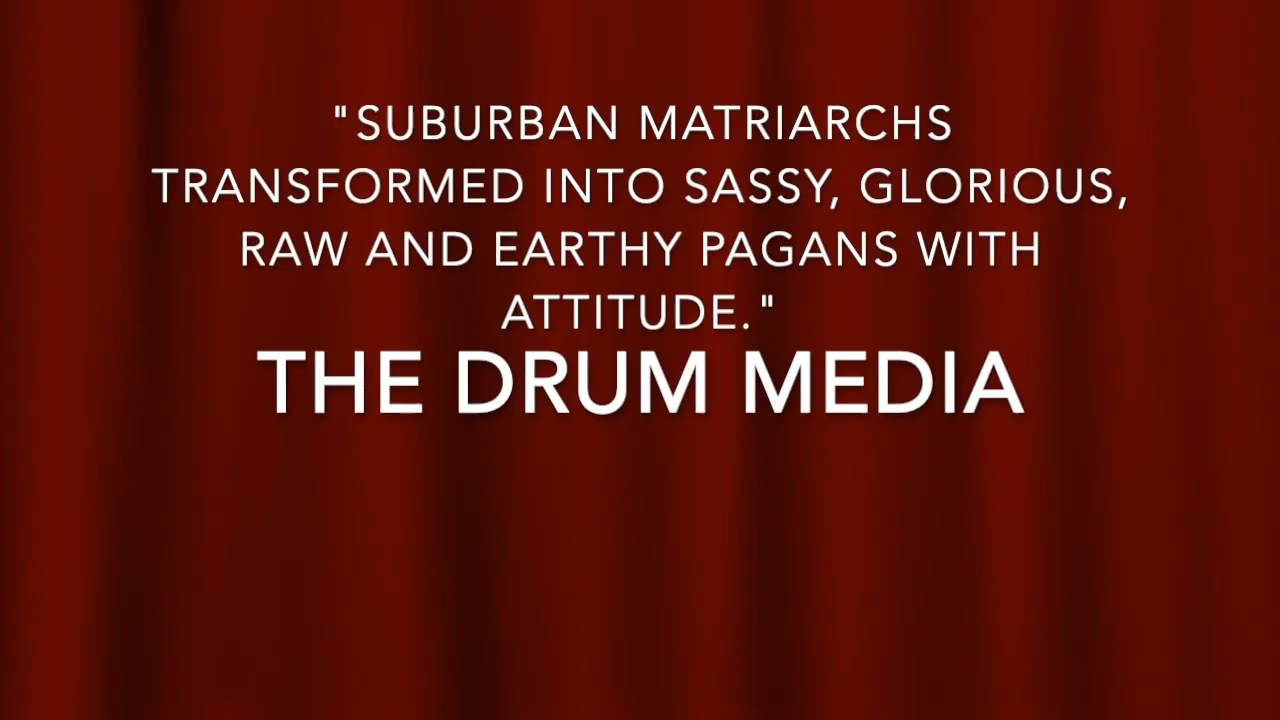 "SUBURBAN MATRIARCHS
TRANSFORMED INTO SASSY, GLORIOUS,
RAW AND EARTHY PAGANS WITH
ATTITUDE."
THE DRUM MEDIA